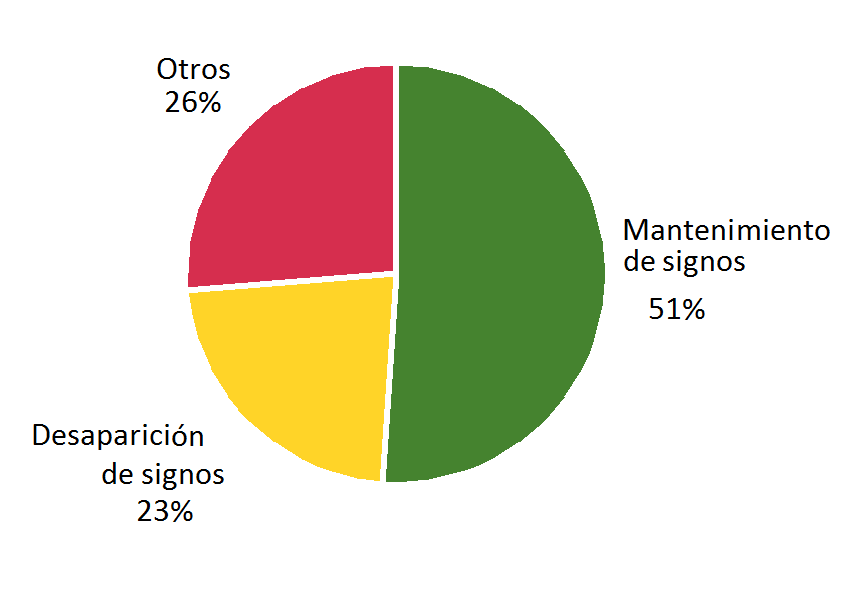 Otros
26%
Mantenimiento
de signos
51%
Desaparición
de signos
23%